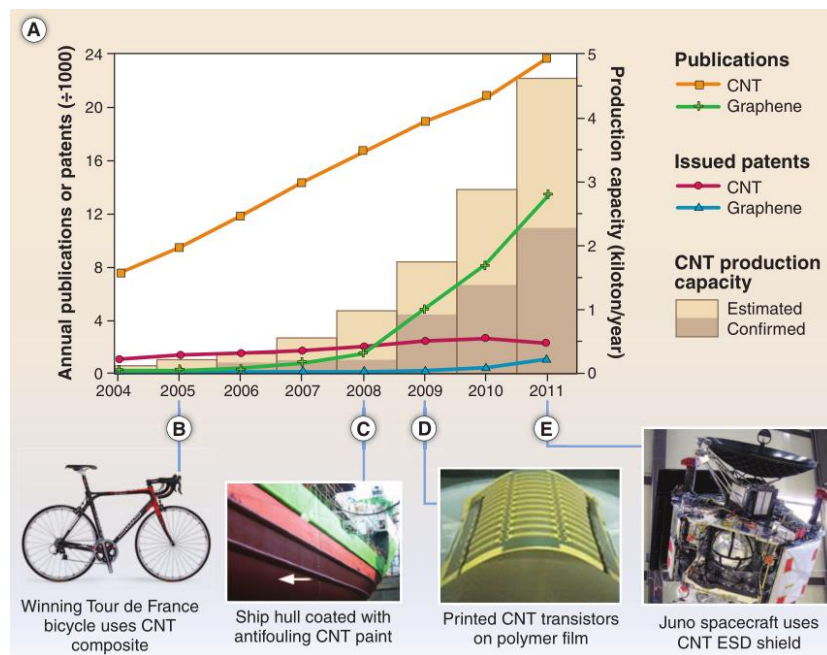 A
Annual publications or patents (÷1000)
24
20
16
12
8
4
0
2004 2005 2006 2007 2008 2009 2010 2011
5
4
3
2
1
0
Production capacity (kiloton/year)
Publications
CNT
Graphene
Issued patents
CNT
Graphene
CNT production
capacity
Estimated
Confirmed
B
C
D
E
Winning Tour de France
bicycle uses CNT
composite
Ship hull coated with
antifouling CNT paint
Printed CNT transistors
on polymer film
Juno spacecraft uses
CNT ESD shield